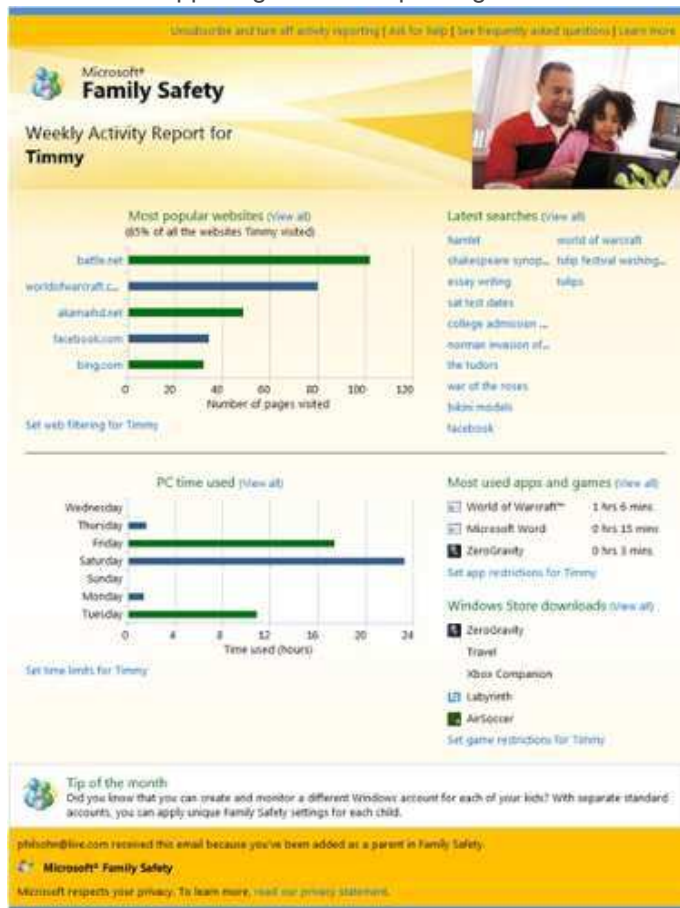 Unsubscribe and turn off activity reporting | Ask for help | See frequently asked questions | Learn more
Microsoft®
Family Safety
Weekly Activity Report for
Timmy
Most popular websites (View all)
(65% of all the websites Timmy visited)
battle.net
worldofwarcraft.c...
akamaihd.net
facebook.com
bing.com
0 20 40 60 80 100 120
Number of pages visited
Set web filtering for Timmy
Latest searches (View all)
hamlet
shakespeare synop...
essay writing
sat test dates
college admission ...
norman invasion of...
the tudors
war of the roses
bikini models
facebook
world of warcraft
tulip festival washing...
tulips
PC time used (View all)
Wednesday
Thursday
Friday
Saturday
Sunday
Monday
Tuesday
0 4 8 12 16 20 24
Time used (hours)
Set time limits for Timmy
Most used apps and games (View all)
World of Warcraft™ 1 hrs 6 mins
Microsoft Word 0 hrs 15 mins
ZeroGravity 0 hrs 3 mins
Set app restrictions for Timmy
Windows Store downloads (View all)
ZeroGravity
Travel
Xbox Companion
Labyrinth
AirSoccer
Set game restrictions for Timmy
Tip of the month
Did you know that you can create and monitor a different Windows account for each of your kids? With separate standard
accounts, you can apply unique Family Safety settings for each child.
philsohn@live.com received this email because you've been added as a parent in Family Safety.
Microsoft® Family Safety
Microsoft respects your privacy. To learn more, read our privacy statement.